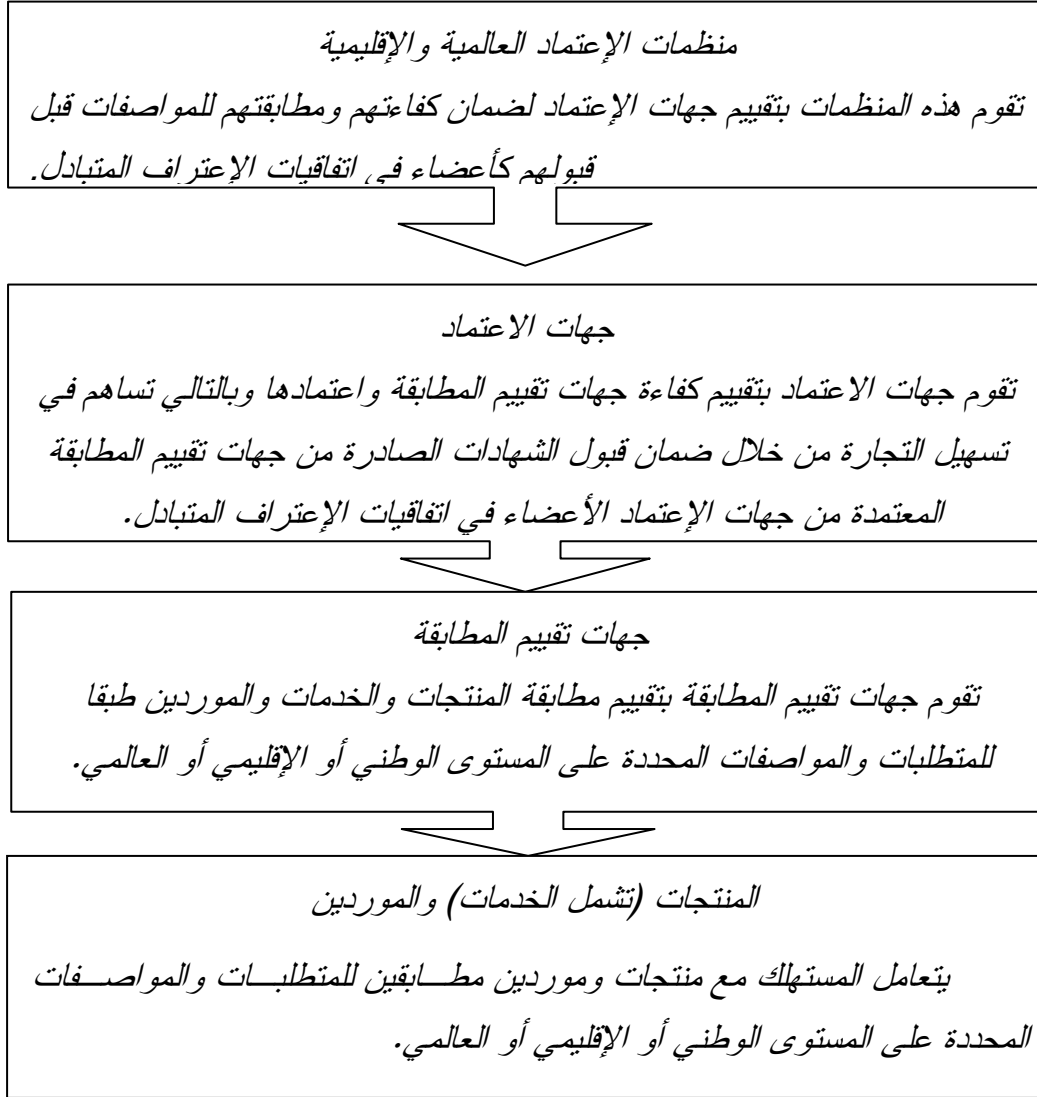 منظمات الإعتماد العالمية والإقليمية
تقوم هذه المنظمات بتقييم جهات الإعتماد لضمان كفاءتهم ومطابقتهم للمواصفات قبل
قبولهم كأعضاء في اتفاقيات الإعتراف المتبادل.
جهات الاعتماد
تقوم جهات الاعتماد بتقييم كفاءة جهات تقييم المطابقة واعتمادها وبالتالي تساهم في
تسهيل التجارة من خلال ضمان قبول الشهادات الصادرة من جهات تقييم المطابقة
المعتمدة من جهات الإعتماد الأعضاء في اتفاقيات الإعتراف المتبادل.
جهات تقييم المطابقة
تقوم جهات تقييم المطابقة بتقييم مطابقة المنتجات والخدمات والموردين طبقا
للمتطلبات والمواصفات المحددة على المستوى الوطني أو الإقليمي أو العالمي.
المنتجات (تشمل الخدمات) والموردين
يتعامل المستهلك مع منتجات وموردين مطـــابقين للمتطلبـــات والمواصـــفات
المحددة على المستوى الوطني أو الإقليمي أو العالمي.